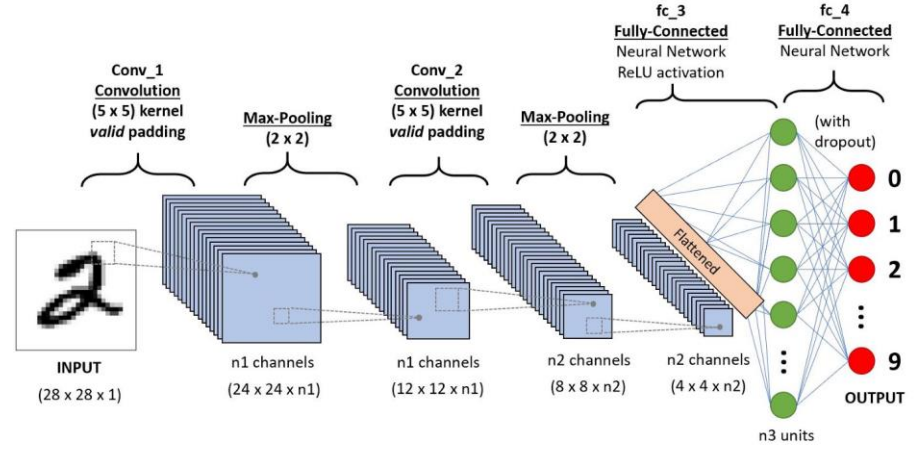 fc_3
Fully-Connected
Neural Network
ReLU activation
fc_4
Fully-Connected
Neural Network
Conv_1
Convolution
(5 x 5) kernel
valid padding
Max-Pooling
(2 x 2)
Conv_2
Convolution
(5 x 5) kernel
valid padding
Max-Pooling
(2 x 2)
(with
dropout)
0
1
2
9
Flattened
INPUT
(28 x 28 x 1)
n1 channels
(24 x 24 x n1)
n1 channels
(12 x 12 x n1)
n2 channels
(8 x 8 x n2)
n2 channels
(4 x 4 x n2)
OUTPUT
n3 units
2